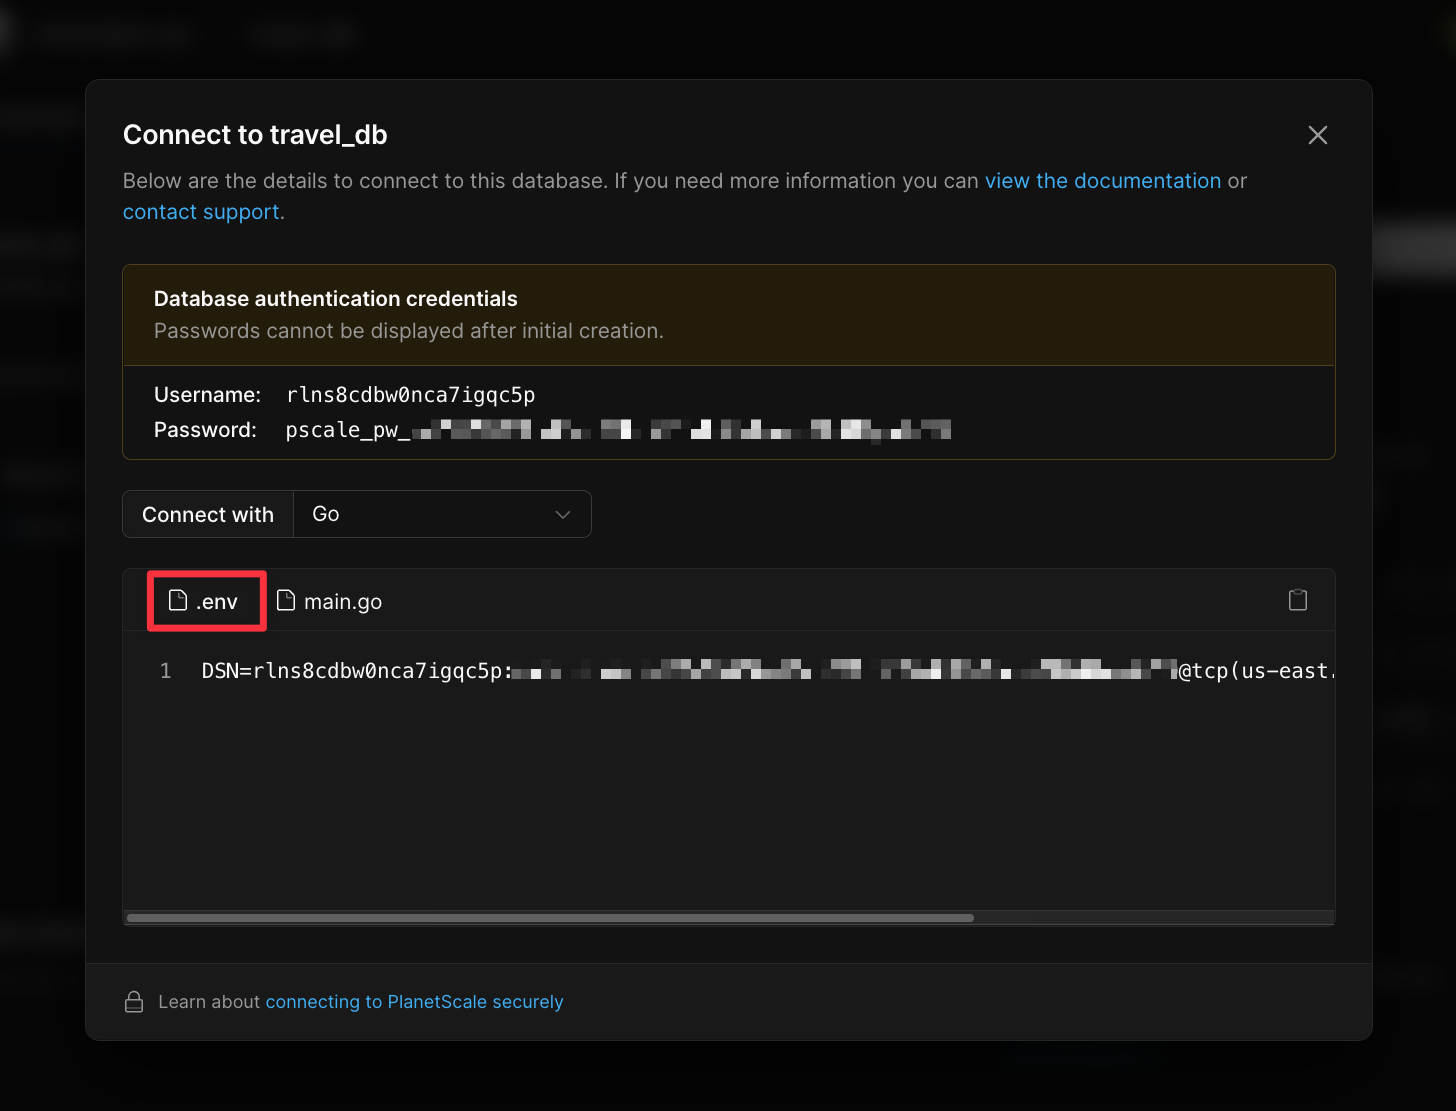 Connect to travel_db
Below are the details to connect to this database. If you need more information you can view the documentation or
contact support.
Database authentication credentials
Passwords cannot be displayed after initial creation.
Username: rlns8cdbw0nca7igqc5p
Password: pscale_pw_
Connect with Go
.env main.go
1 DSN=rlns8cdbw0nca7igqc5p: @tcp(us-east.
Learn about connecting to PlanetScale securely